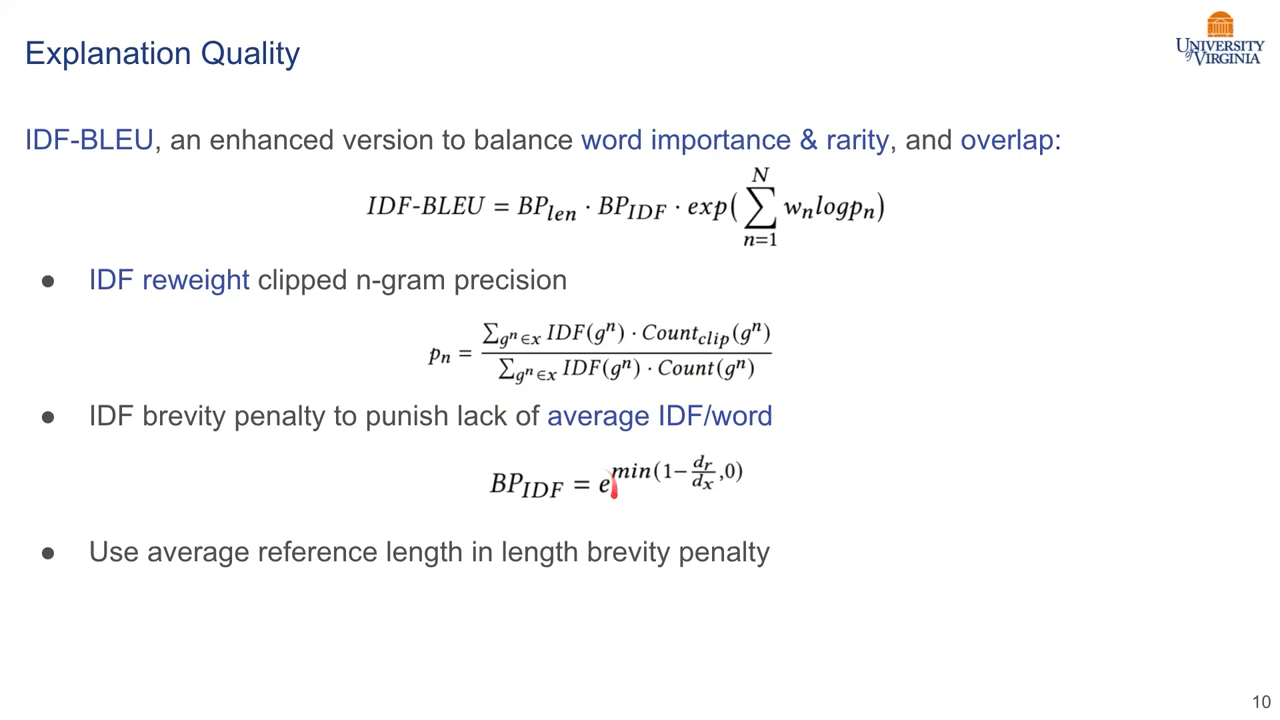 Explanation Quality
UNIVERSITY
of VIRGINIA
IDF-BLEU, an enhanced version to balance word importance & rarity, and overlap:
IDF-BLEU = BP_len · BP_IDF · exp(∑_{n=1}^{N} w_n log p_n)
● IDF reweight clipped n-gram precision
p_n = \frac{∑_{g^n∈x} IDF(g^n) · Count_clip(g^n)}{∑_{g^n∈x} IDF(g^n) · Count(g^n)}
● IDF brevity penalty to punish lack of average IDF/word
BP_IDF = e^{min(1−\frac{d_r}{d_x},0)}
● Use average reference length in length brevity penalty
10